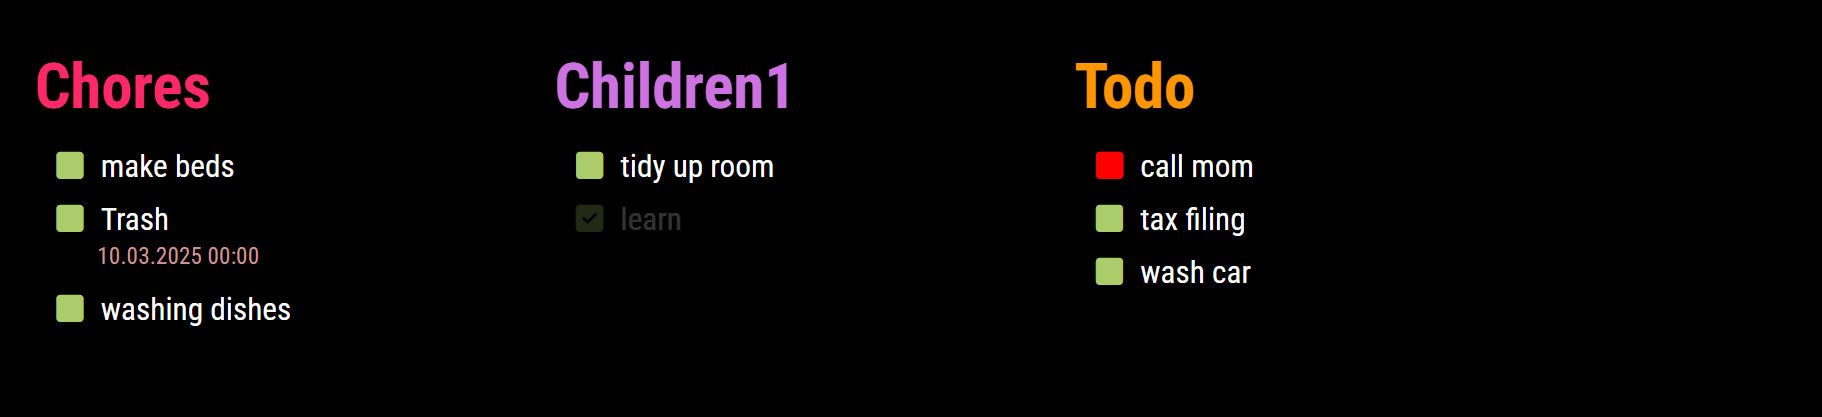 Chores
make beds
Trash
10.03.2025 00:00
washing dishes
Children1
tidy up room
learn
Todo
call mom
tax filing
wash car